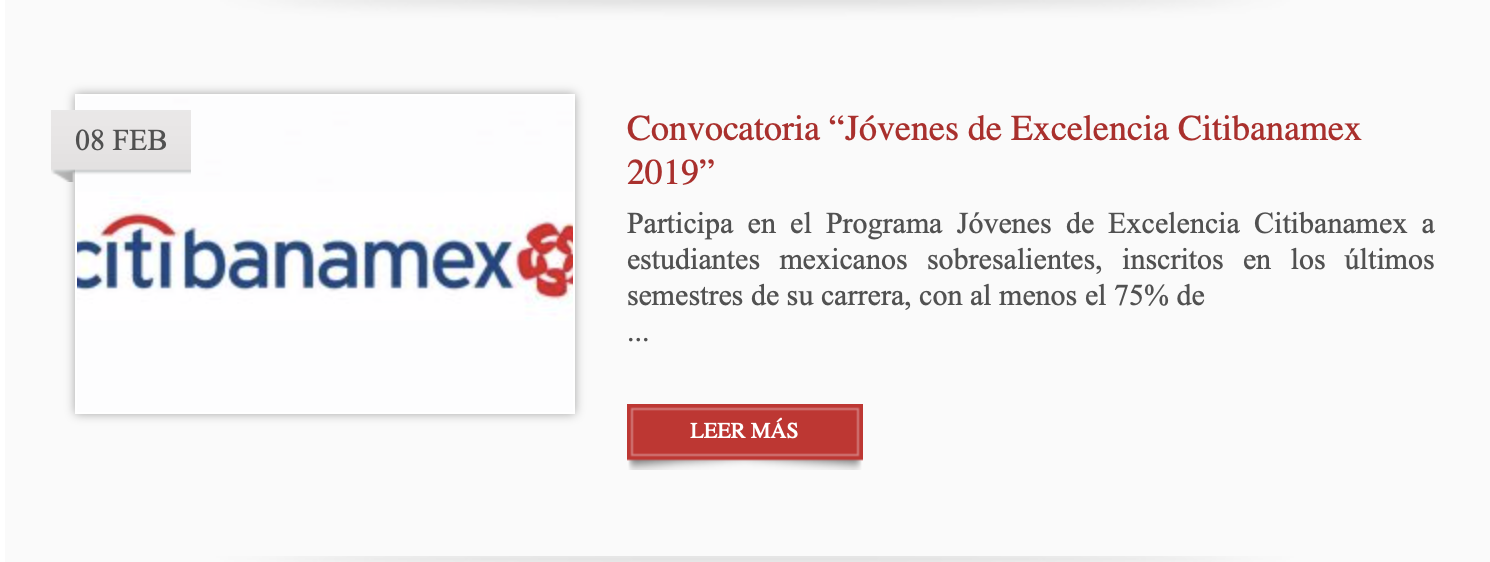 08 FEB
citibanamex
Convocatoria “Jóvenes de Excelencia Citibanamex
2019”
Participa en el Programa Jóvenes de Excelencia Citibanamex a
estudiantes mexicanos sobresalientes, inscritos en los últimos
semestres de su carrera, con al menos el 75% de
...
LEER MÁS